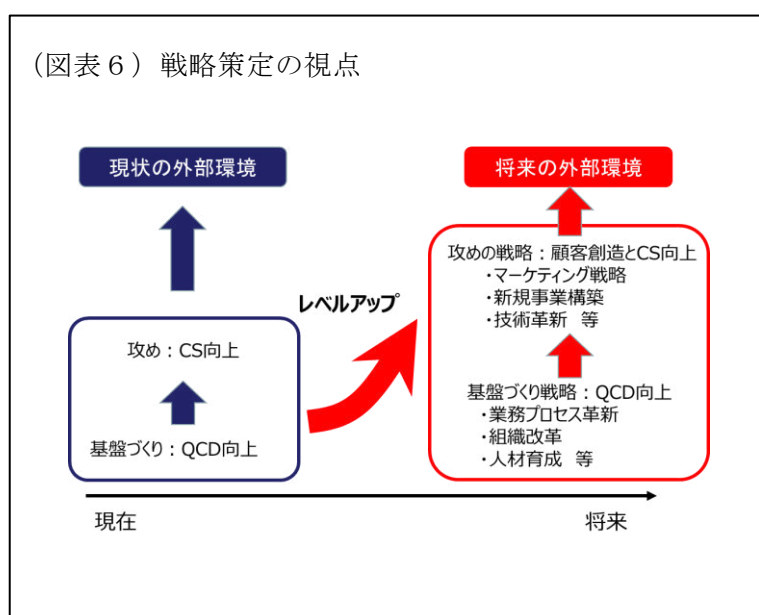 （図表６）戦略策定の視点
現状の外部環境
将来の外部環境
攻め：CS向上
基盤づくり：QCD向上
レベルアップ
攻めの戦略：顧客創造とCS向上
・マーケティング戦略
・新規事業構築
・技術革新 等
基盤づくり戦略：QCD向上
・業務プロセス革新
・組織改革
・人材育成 等
現在
将来